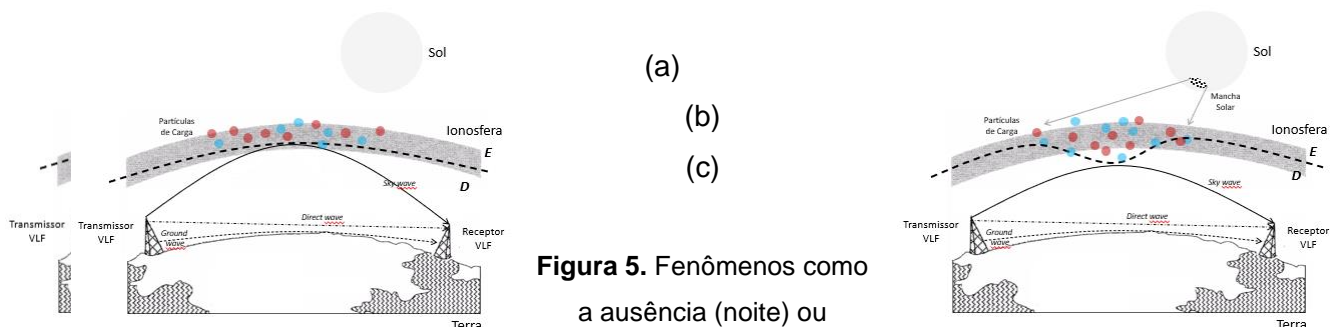 Sol
Partículas
de Carga
Ionosfera
E
D
Sky wave
Transmissor
VLF
Transmissor
VLF
Direct wave
Ground
wave
Receptor
VLF
Terra
(a)
(b)
(c)
Figura 5. Fenômenos como
a ausência (noite) ou
Sol
Mancha
Solar
Partículas
de Carga
Ionosfera
E
D
Sky wave
Transmissor
VLF
Direct wave
Ground
wave
Receptor
VLF
Terra